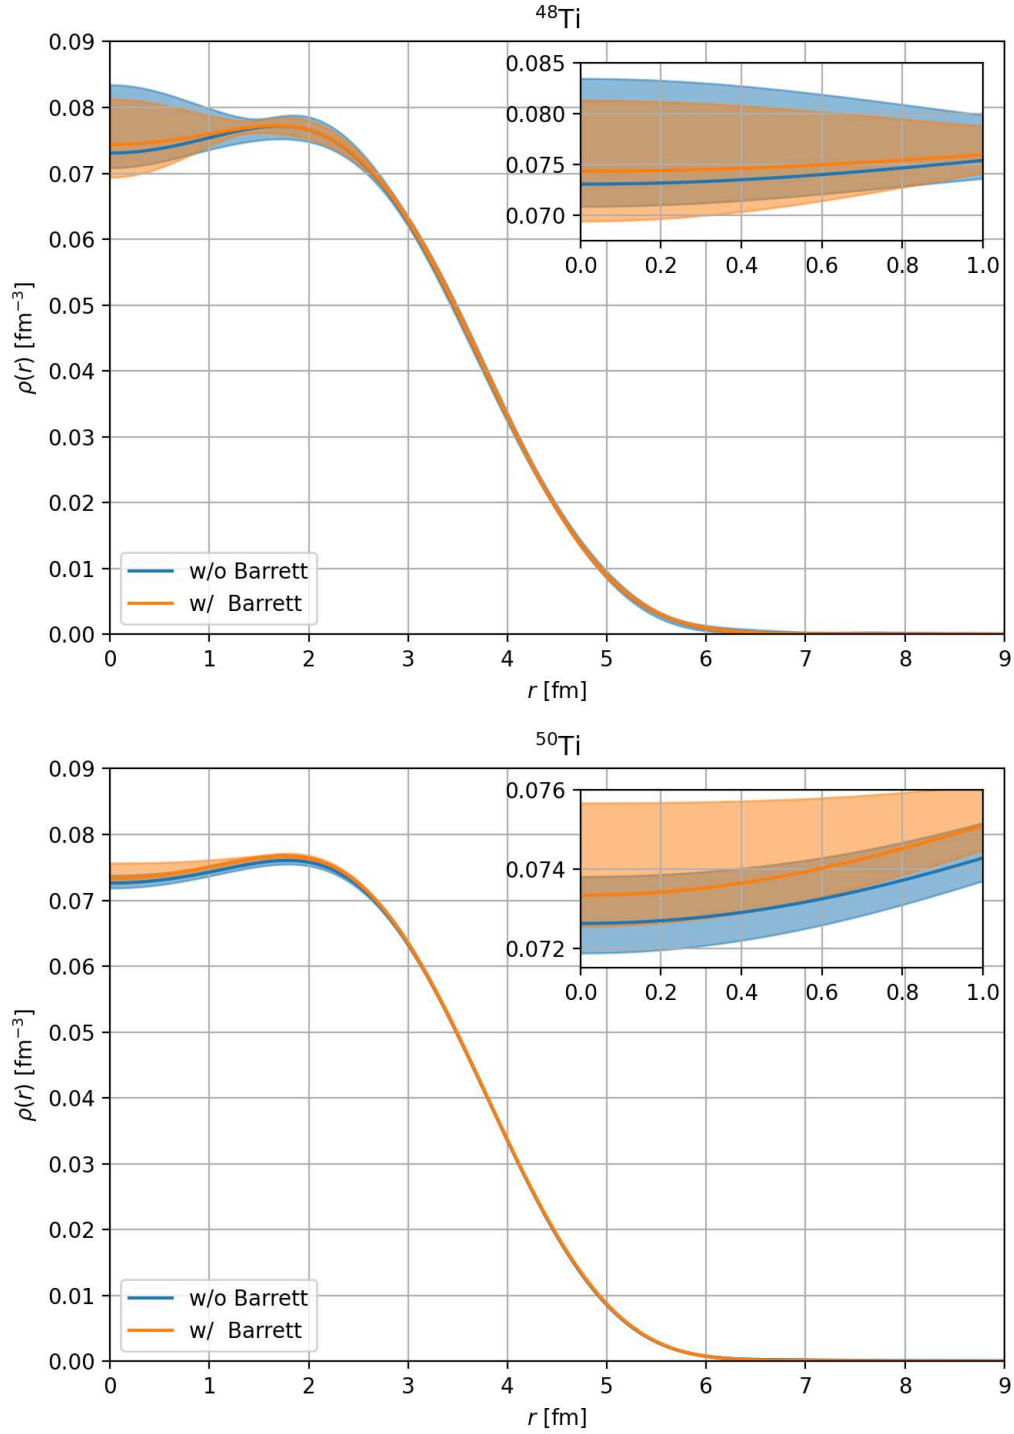 ⁴⁸Ti
0.09
0.08
0.07
0.06
0.05
0.04
0.03
0.02
0.01
0.00
ρ(r) [fm⁻³]
0.085
0.080
0.075
0.070
0.0 0.2 0.4 0.6 0.8 1.0
w/o Barrett
w/ Barrett
0 1 2 3 4 5 6 7 8 9
r [fm]
⁵⁰Ti
0.09
0.08
0.07
0.06
0.05
0.04
0.03
0.02
0.01
0.00
ρ(r) [fm⁻³]
0.076
0.074
0.072
0.0 0.2 0.4 0.6 0.8 1.0
w/o Barrett
w/ Barrett
0 1 2 3 4 5 6 7 8 9
r [fm]